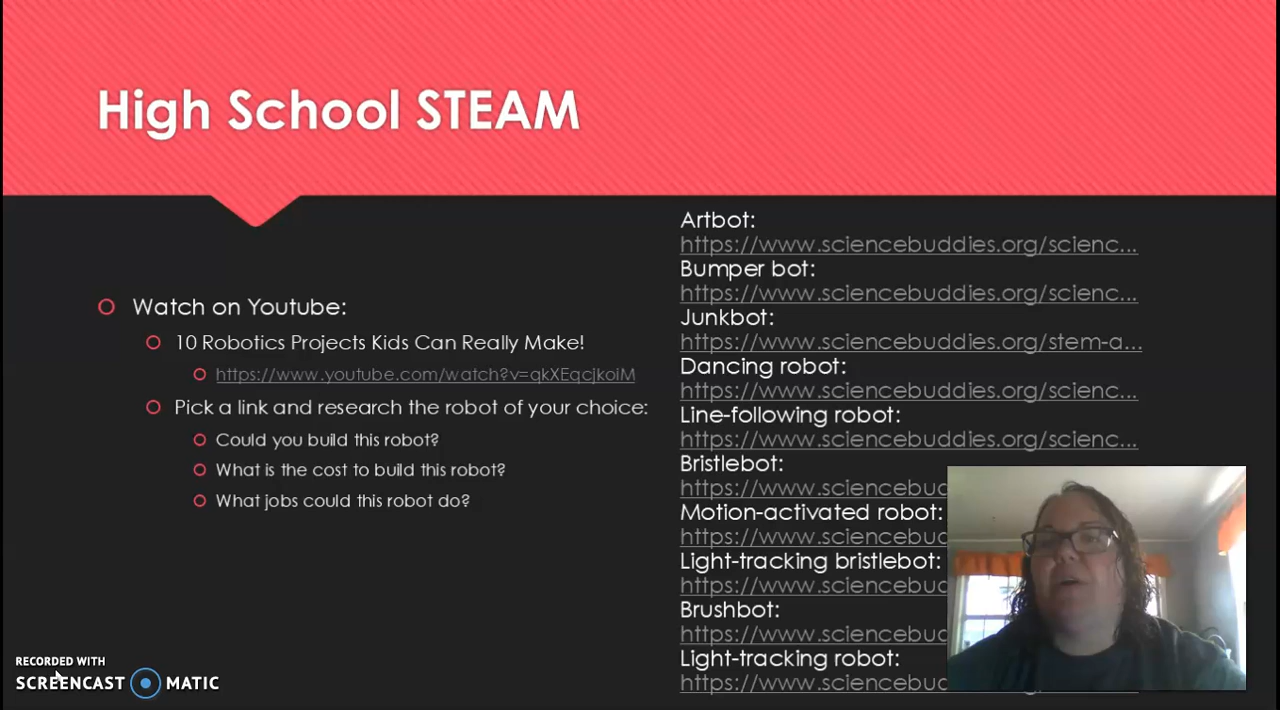 High School STEAM
Watch on Youtube:
10 Robotics Projects Kids Can Really Make!
https://www.youtube.com/watch?v=qkXEqcjkoiM
Pick a link and research the robot of your choice:
Could you build this robot?
What is the cost to build this robot?
What jobs could this robot do?
Artbot:
https://www.sciencebuddies.org/scienc...
Bumper bot:
https://www.sciencebuddies.org/scienc...
Junkbot:
https://www.sciencebuddies.org/stem-a...
Dancing robot:
https://www.sciencebuddies.org/scienc...
Line-following robot:
https://www.sciencebuddies.org/scienc...
Bristlebot:
https://www.sciencebud
Motion-activated robot:
https://www.sciencebud
Light-tracking bristlebot:
https://www.sciencebud
Brushbot:
https://www.sciencebud
Light-tracking robot:
https://www.sciencebud
RECORDED WITH
SCREENCAST MATIC